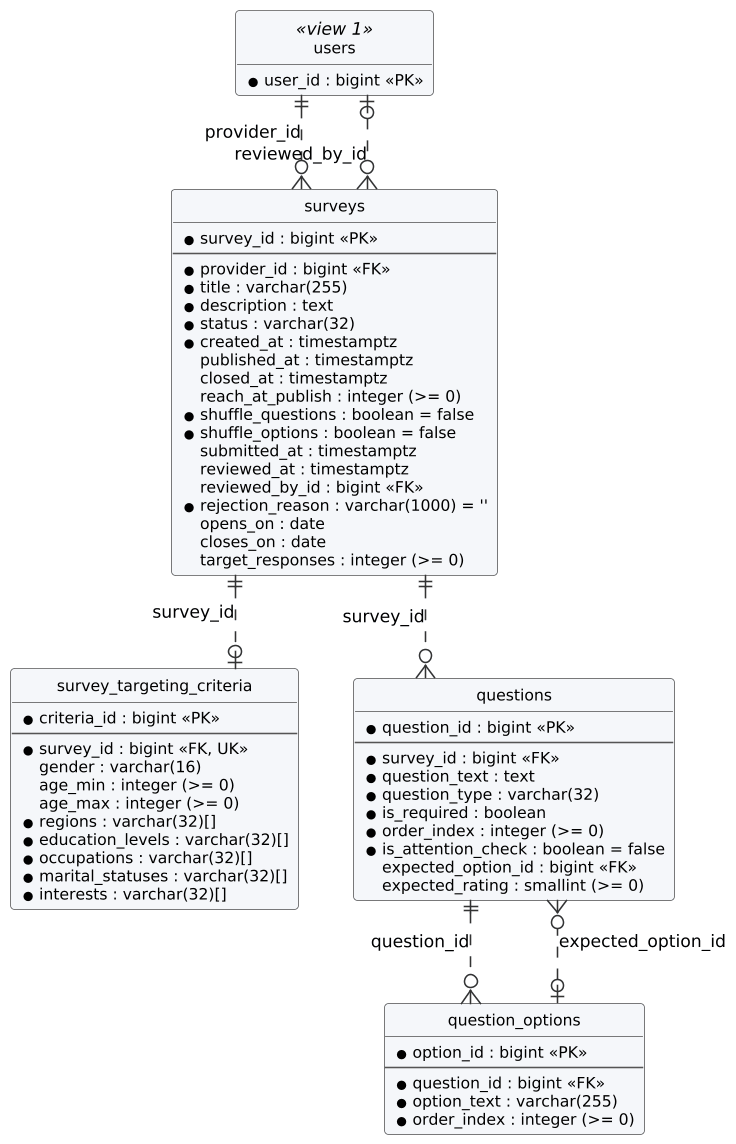 «view 1»
users
user_id : bigint «PK»
provider_id
reviewed_by_id
surveys
survey_id : bigint «PK»
provider_id : bigint «FK»
title : varchar(255)
description : text
status : varchar(32)
created_at : timestamptz
published_at : timestamptz
closed_at : timestamptz
reach_at_publish : integer (>= 0)
shuffle_questions : boolean = false
shuffle_options : boolean = false
submitted_at : timestamptz
reviewed_at : timestamptz
reviewed_by_id : bigint «FK»
rejection_reason : varchar(1000) = ''
opens_on : date
closes_on : date
target_responses : integer (>= 0)
survey_id
survey_id
survey_targeting_criteria
criteria_id : bigint «PK»
survey_id : bigint «FK, UK»
gender : varchar(16)
age_min : integer (>= 0)
age_max : integer (>= 0)
regions : varchar(32)[]
education_levels : varchar(32)[]
occupations : varchar(32)[]
marital_statuses : varchar(32)[]
interests : varchar(32)[]
questions
question_id : bigint «PK»
survey_id : bigint «FK»
question_text : text
question_type : varchar(32)
is_required : boolean
order_index : integer (>= 0)
is_attention_check : boolean = false
expected_option_id : bigint «FK»
expected_rating : smallint (>= 0)
question_id
expected_option_id
question_options
option_id : bigint «PK»
question_id : bigint «FK»
option_text : varchar(255)
order_index : integer (>= 0)